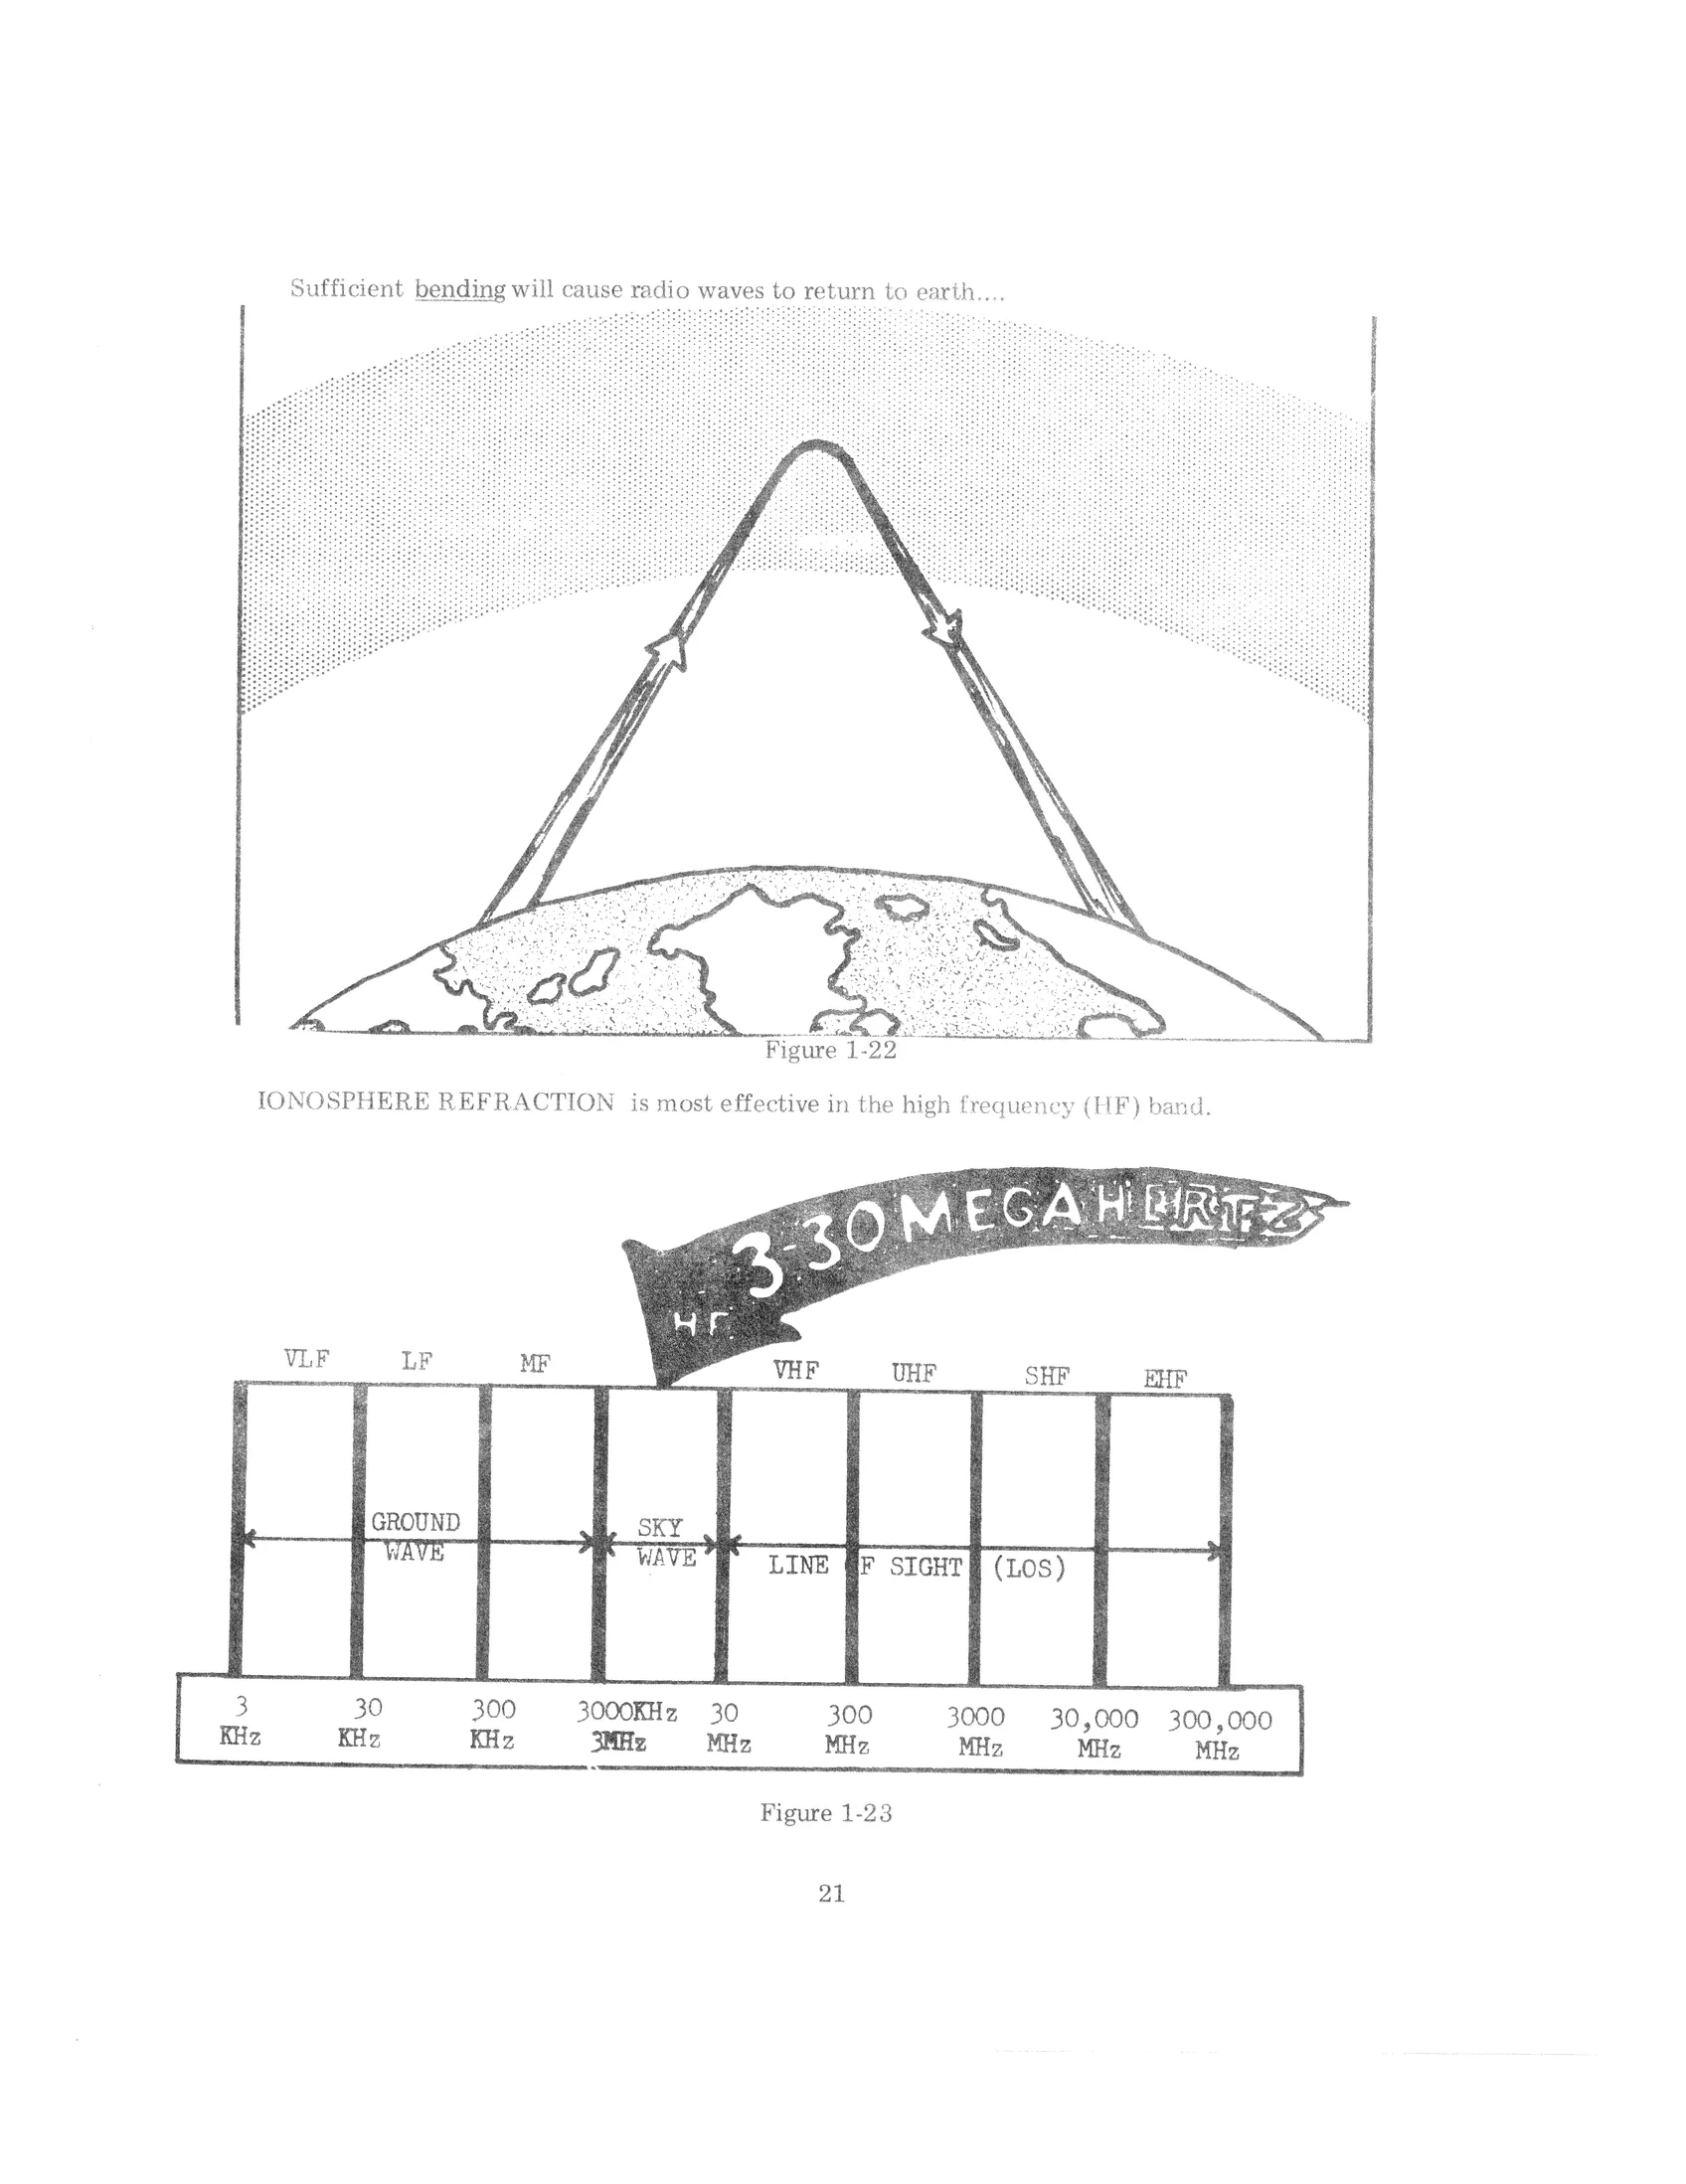 Sufficient bending will cause radio waves to return to earth....
Figure 1-22
IONOSPHERE REFRACTION is most effective in the high frequency (HF) band.
3-30 MEGAHERTZ
HF
VLF LF MF VHF UHF SHF EHF
GROUND WAVE
SKY WAVE
LINE F SIGHT (LOS)
3 KHz
30 KHz
300 KHz
3000KHz 3MHz
30 MHz
300 MHz
3000 MHz
30,000 MHz
300,000 MHz
Figure 1-23
21